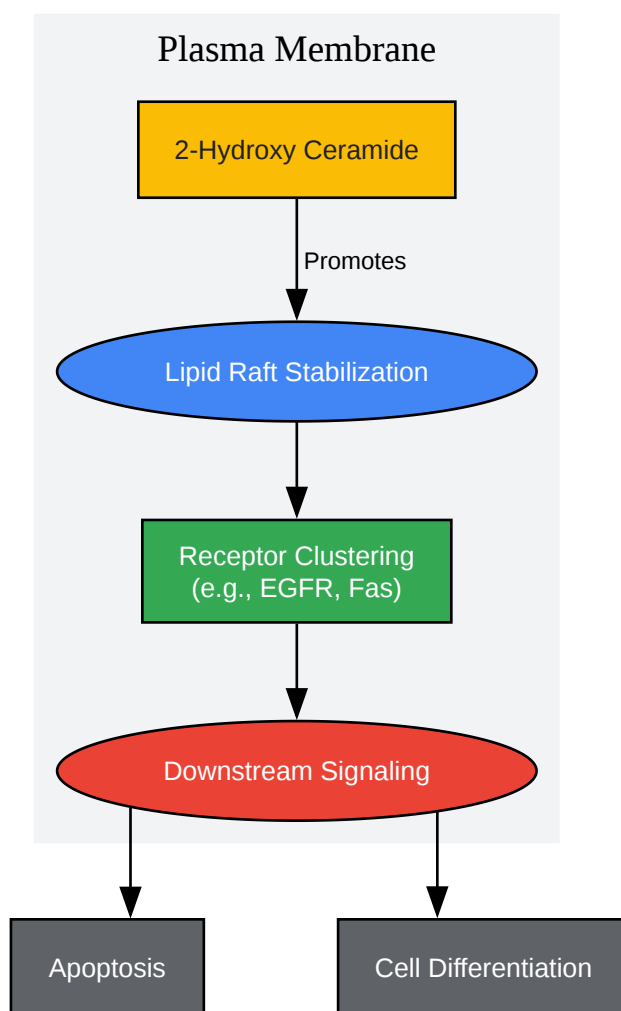 Plasma Membrane
2-Hydroxy Ceramide
Promotes
Lipid Raft Stabilization
Receptor Clustering
(e.g., EGFR, Fas)
Downstream Signaling
Apoptosis
Cell Differentiation